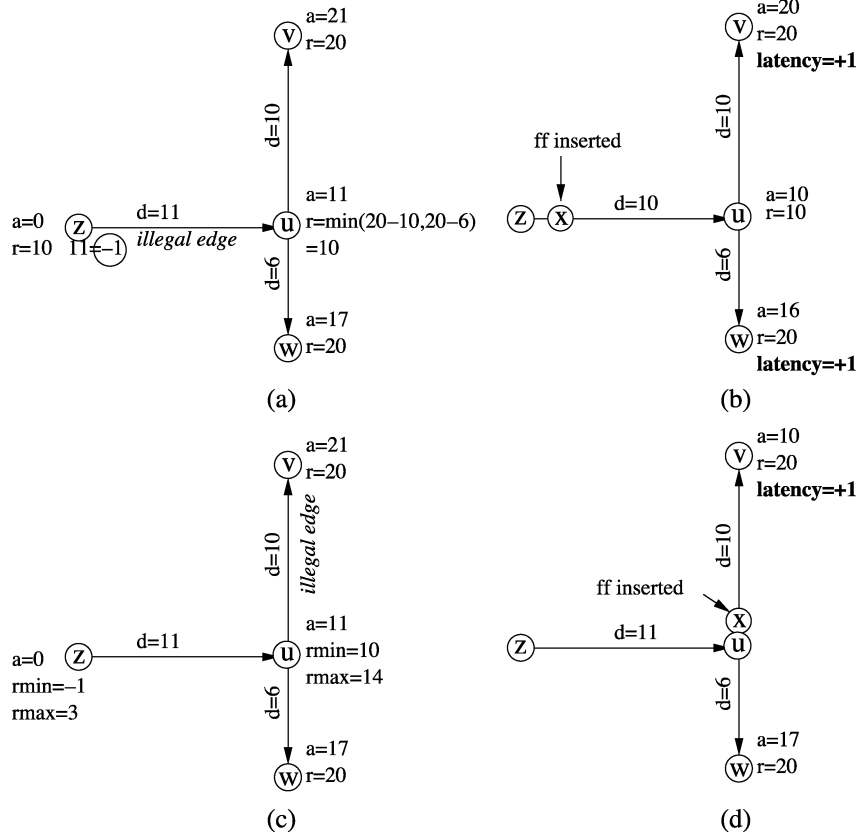 a=21
v
r=20
d=10
a=11
a=0
z
d=11
u
r=min(20–10,20–6)
illegal edge
r=10 11=–1
=10
d=6
a=17
w
r=20
(a)
a=20
v
r=20
latency=+1
d=10
ff inserted
a=10
z
x
d=10
u
r=10
d=6
a=16
w
r=20
latency=+1
(b)
a=21
v
r=20
d=10
illegal edge
a=11
a=0
z
d=11
u
rmin=10
rmin=–1
rmax=14
rmax=3
d=6
a=17
w
r=20
(c)
a=10
v
r=20
latency=+1
d=10
ff inserted
x
z
d=11
u
d=6
a=17
w
r=20
(d)